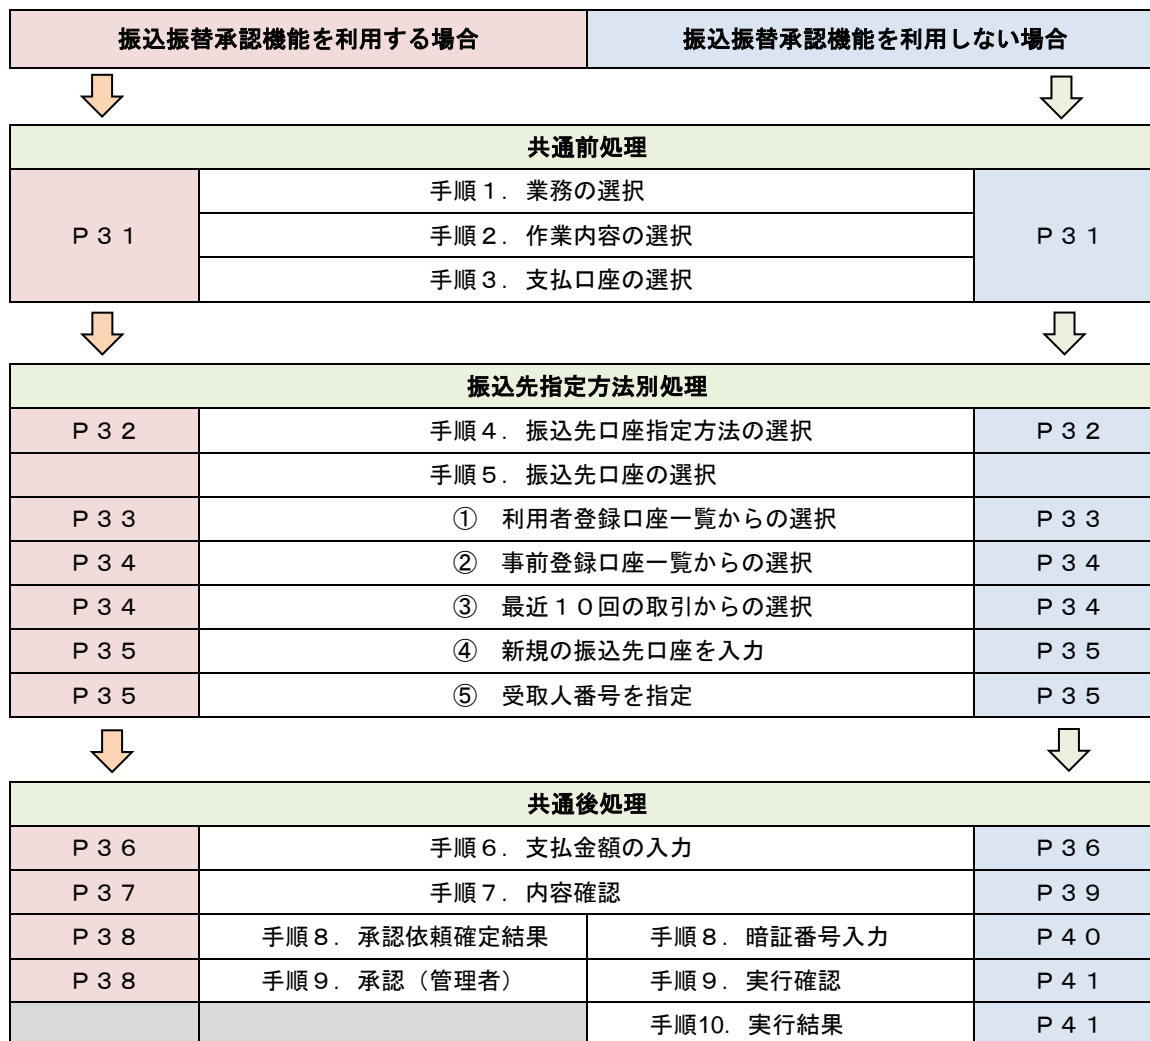 振込振替承認機能を利用する場合 振込振替承認機能を利用しない場合
共通前処理
手順１．業務の選択
Ｐ３１ 手順２．作業内容の選択 Ｐ３１
手順３．支払口座の選択
振込先指定方法別処理
Ｐ３２ 手順４．振込先口座指定方法の選択 Ｐ３２
手順５．振込先口座の選択
Ｐ３３ ① 利用者登録口座一覧からの選択 Ｐ３３
Ｐ３４ ② 事前登録口座一覧からの選択 Ｐ３４
Ｐ３４ ③ 最近１０回の取引からの選択 Ｐ３４
Ｐ３５ ④ 新規の振込先口座を入力 Ｐ３５
Ｐ３５ ⑤ 受取人番号を指定 Ｐ３５
共通後処理
Ｐ３６ 手順６．支払金額の入力 Ｐ３６
Ｐ３７ 手順７．内容確認 Ｐ３９
Ｐ３８ 手順８．承認依頼確定結果 手順８．暗証番号入力 Ｐ４０
Ｐ３８ 手順９．承認（管理者） 手順９．実行確認 Ｐ４１
手順10．実行結果 Ｐ４１